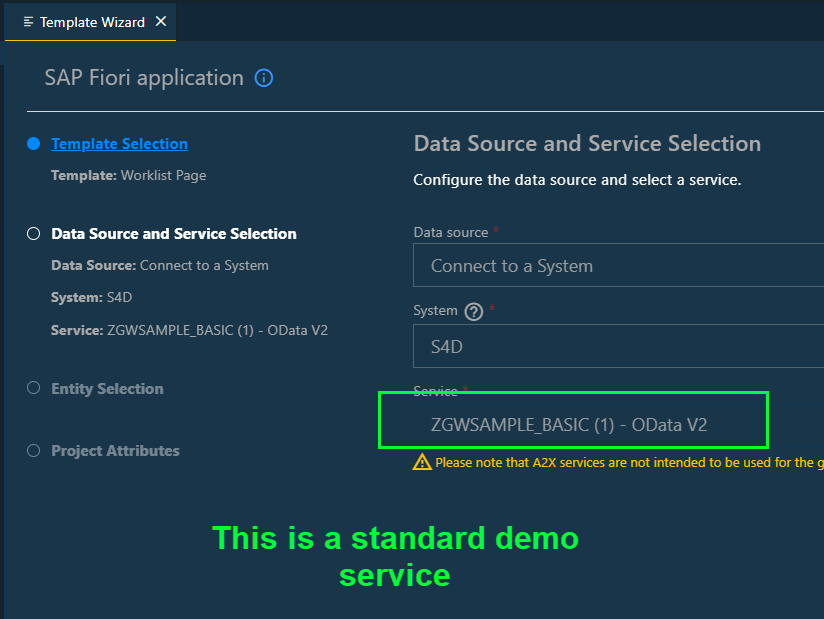 Template Wizard
SAP Fiori application
Template Selection
Template: Worklist Page
Data Source and Service Selection
Data Source: Connect to a System
System: S4D
Service: ZGWSAMPLE_BASIC (1) - OData V2
Entity Selection
Project Attributes
Data Source and Service Selection
Configure the data source and select a service.
Data source *
Connect to a System
System ? *
S4D
Service *
ZGWSAMPLE_BASIC (1) - OData V2
Please note that A2X services are not intended to be used for the
This is a standard demo
service